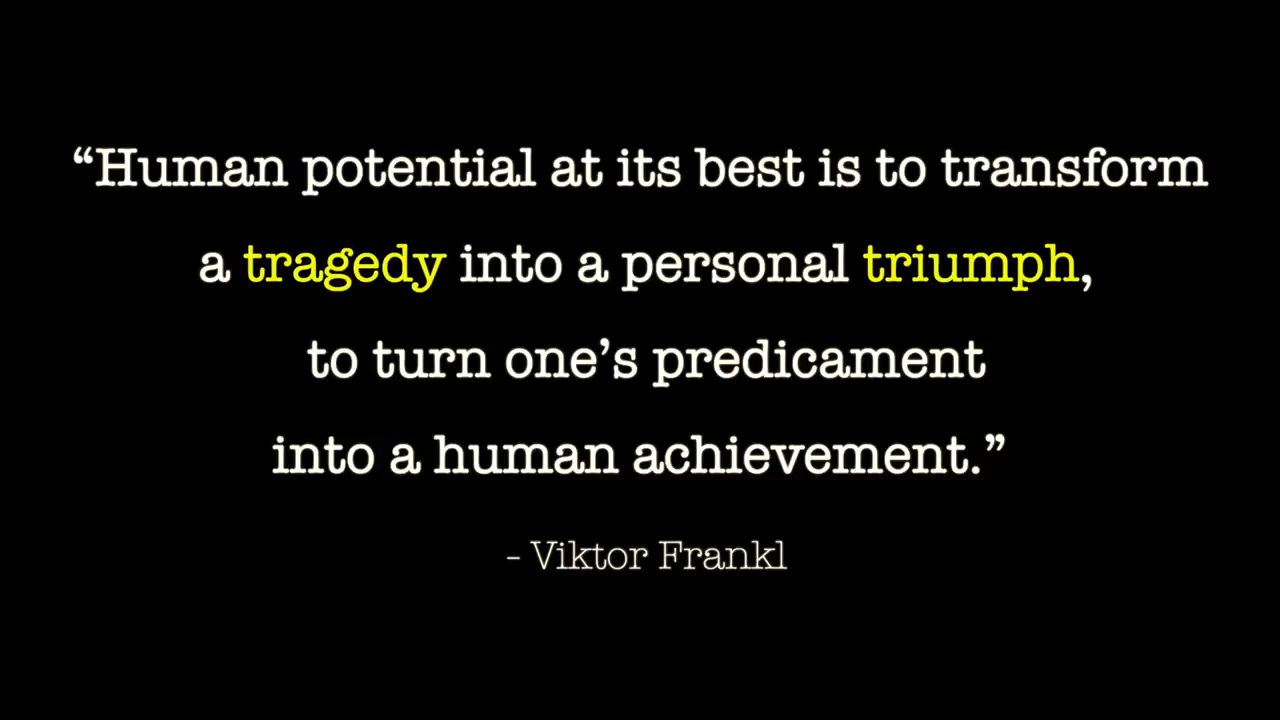 “Human potential at its best is to transform
a tragedy into a personal triumph,
to turn one’s predicament
into a human achievement.”
- Viktor Frankl